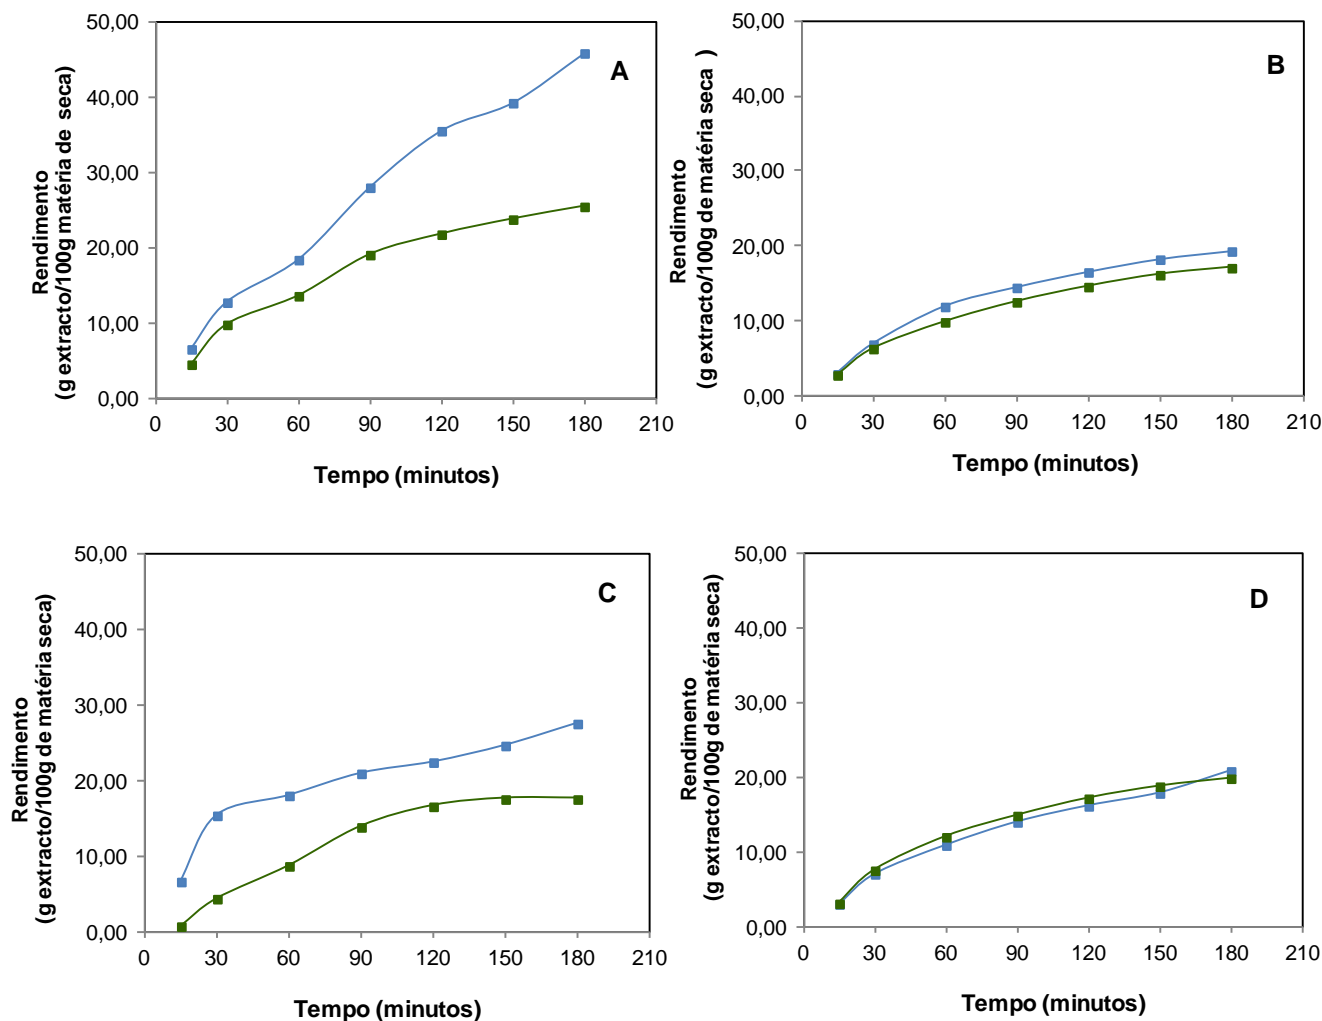 A
Rendimento
(g extracto/100g matéria de seca)
50,00
40,00
30,00
20,00
10,00
0,00
0 30 60 90 120 150 180 210
Tempo (minutos)
B
Rendimento
(g extracto/100g de matéria seca )
50,00
40,00
30,00
20,00
10,00
0,00
0 30 60 90 120 150 180 210
Tempo (minutos)
C
Rendimento
(g extracto/100g de matéria seca)
50,00
40,00
30,00
20,00
10,00
0,00
0 30 60 90 120 150 180 210
Tempo (minutos)
D
Rendimento
(g extracto/100g de matéria seca)
50,00
40,00
30,00
20,00
10,00
0,00
0 30 60 90 120 150 180 210
Tempo (minutos)